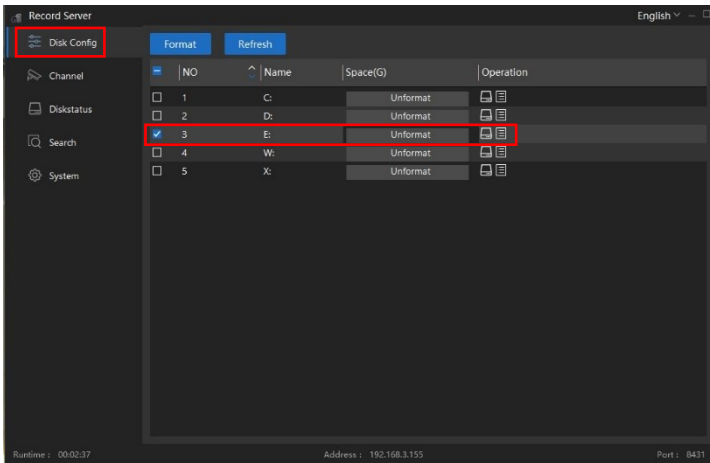 Record Server English
Disk Config Format Refresh
NO Name Space(G) Operation
Channel
1 C: Unformat
Diskstatus
2 D: Unformat
3 E: Unformat
Search
4 W: Unformat
5 X: Unformat
System
Runtime : 00:02:37 Address : 192.168.3.155 Port : 8431